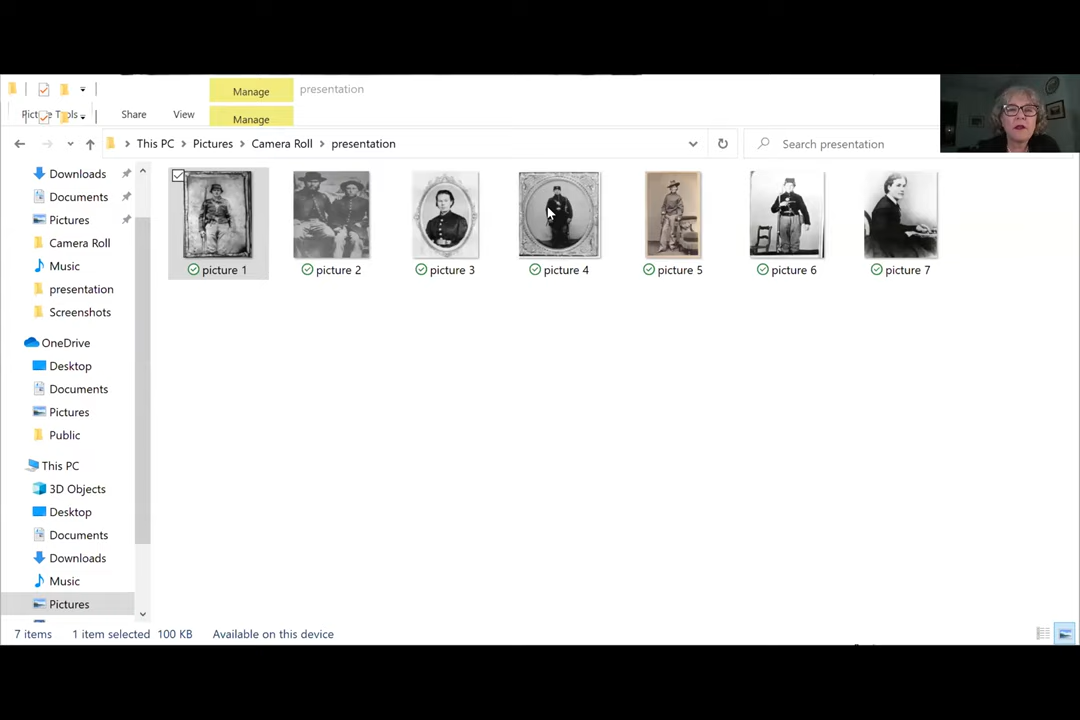 Manage
presentation
Manage
Share
View
This PC
Pictures
Camera Roll
presentation
Search presentation
Downloads
Documents
Pictures
Camera Roll
Music
presentation
Screenshots
OneDrive
Desktop
Documents
Pictures
Public
This PC
3D Objects
Desktop
Documents
Downloads
Music
Pictures
picture 1
picture 2
picture 3
picture 4
picture 5
picture 6
picture 7
7 items
1 item selected
100 KB
Available on this device